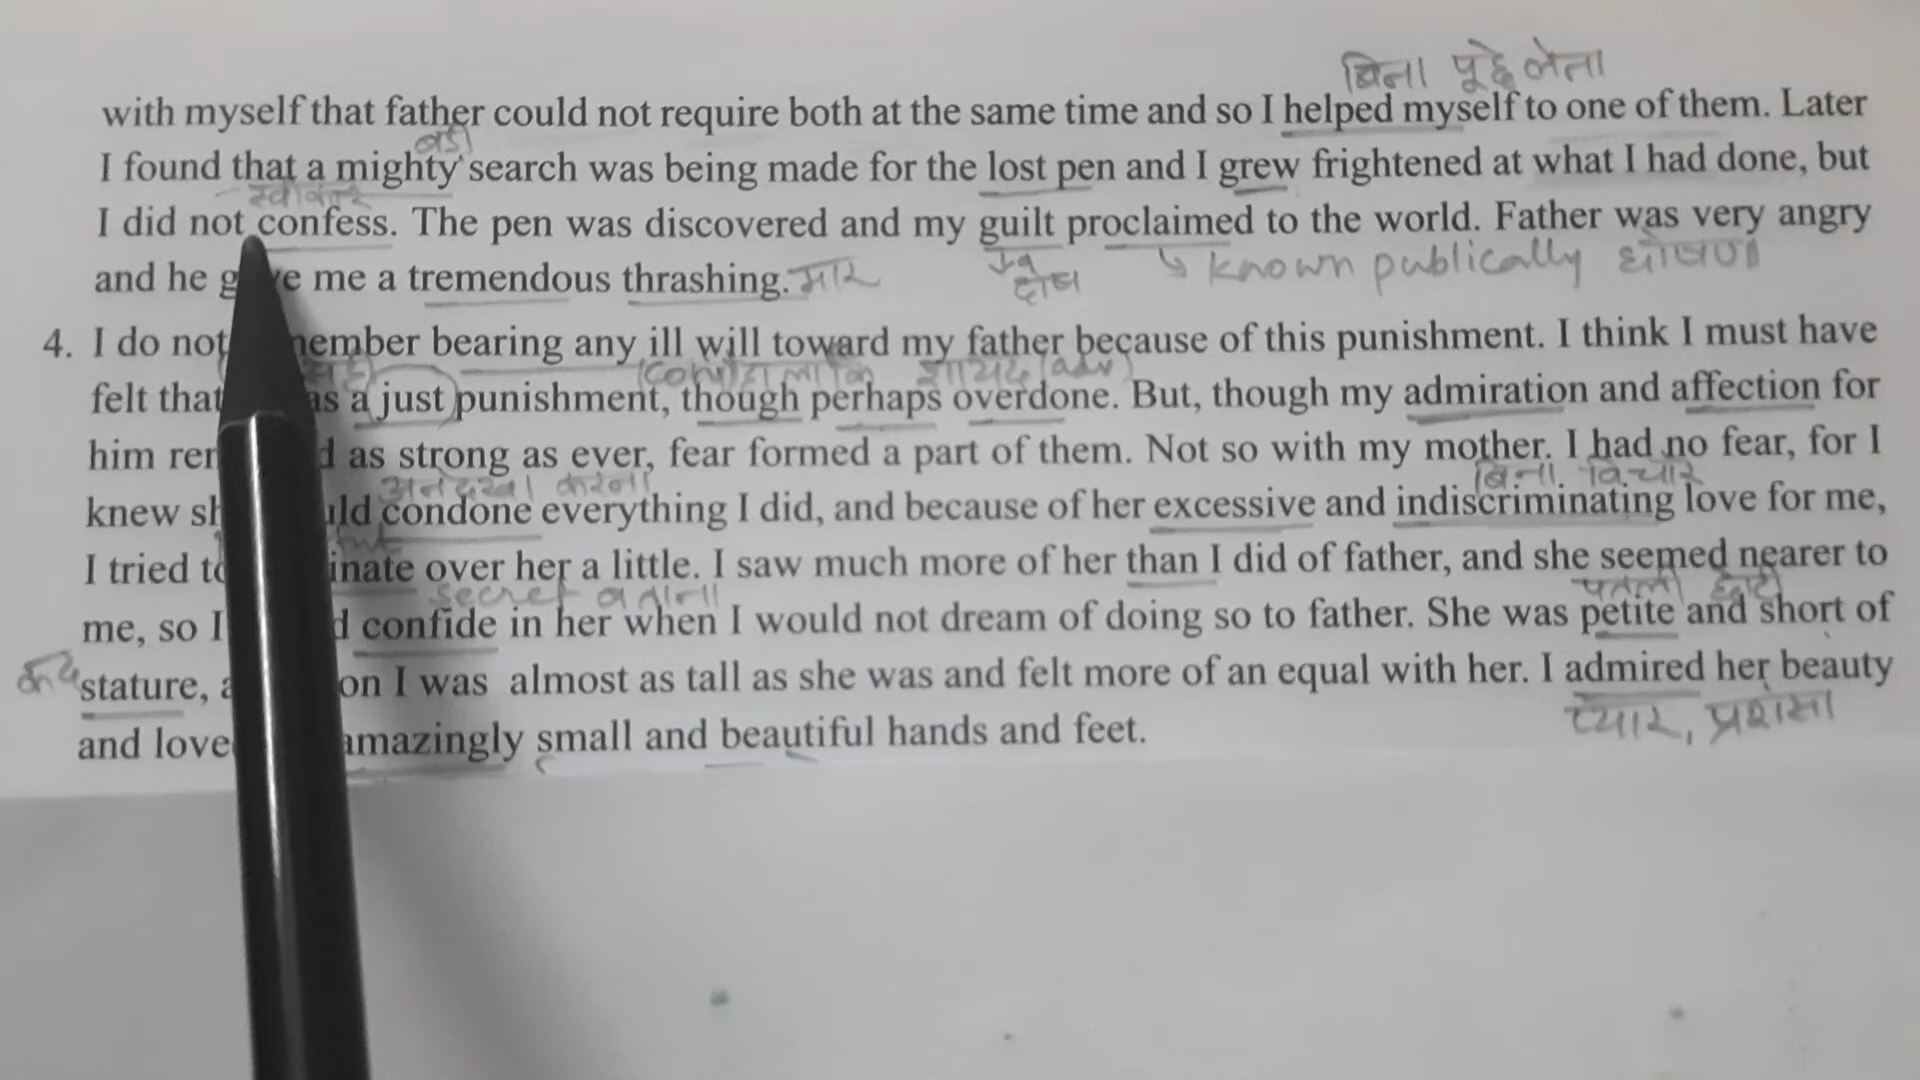 बिना पूछे लेना
with myself that father could not require both at the same time and so I helped myself to one of them. Later
बड़ी
I found that a mighty search was being made for the lost pen and I grew frightened at what I had done, but
स्वीकार
I did not confess. The pen was discovered and my guilt proclaimed to the world. Father was very angry
and he me a tremendous thrashing. मार
दोष
↳ known publically घोषणा
4. I do not bearing any ill will toward my father because of this punishment. I think I must have
हालांकि शायद (adv)
felt that a just punishment, though perhaps overdone. But, though my admiration and affection for
him as strong as ever, fear formed a part of them. Not so with my mother. I had no fear, for I
अनदेखा करना बिना विचारे
knew condone everything I did, and because of her excessive and indiscriminating love for me,
I tried over her a little. I saw much more of her than I did of father, and she seemed nearer to
secret बताना पतली छोटी
me, so I confide in her when I would not dream of doing so to father. She was petite and short of
stature, I was almost as tall as she was and felt more of an equal with her. I admired her beauty
प्यार, प्रशंसा
and amazingly small and beautiful hands and feet.